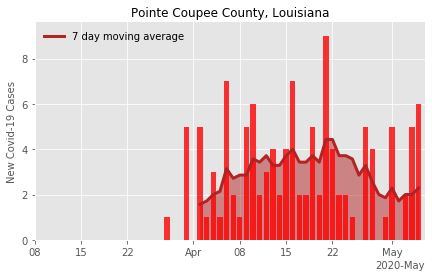 Pointe Coupee County, Louisiana
7 day moving average
New Covid-19 Cases
8
6
4
2
0
08 15 22 Apr 08 15 22 May
2020-May